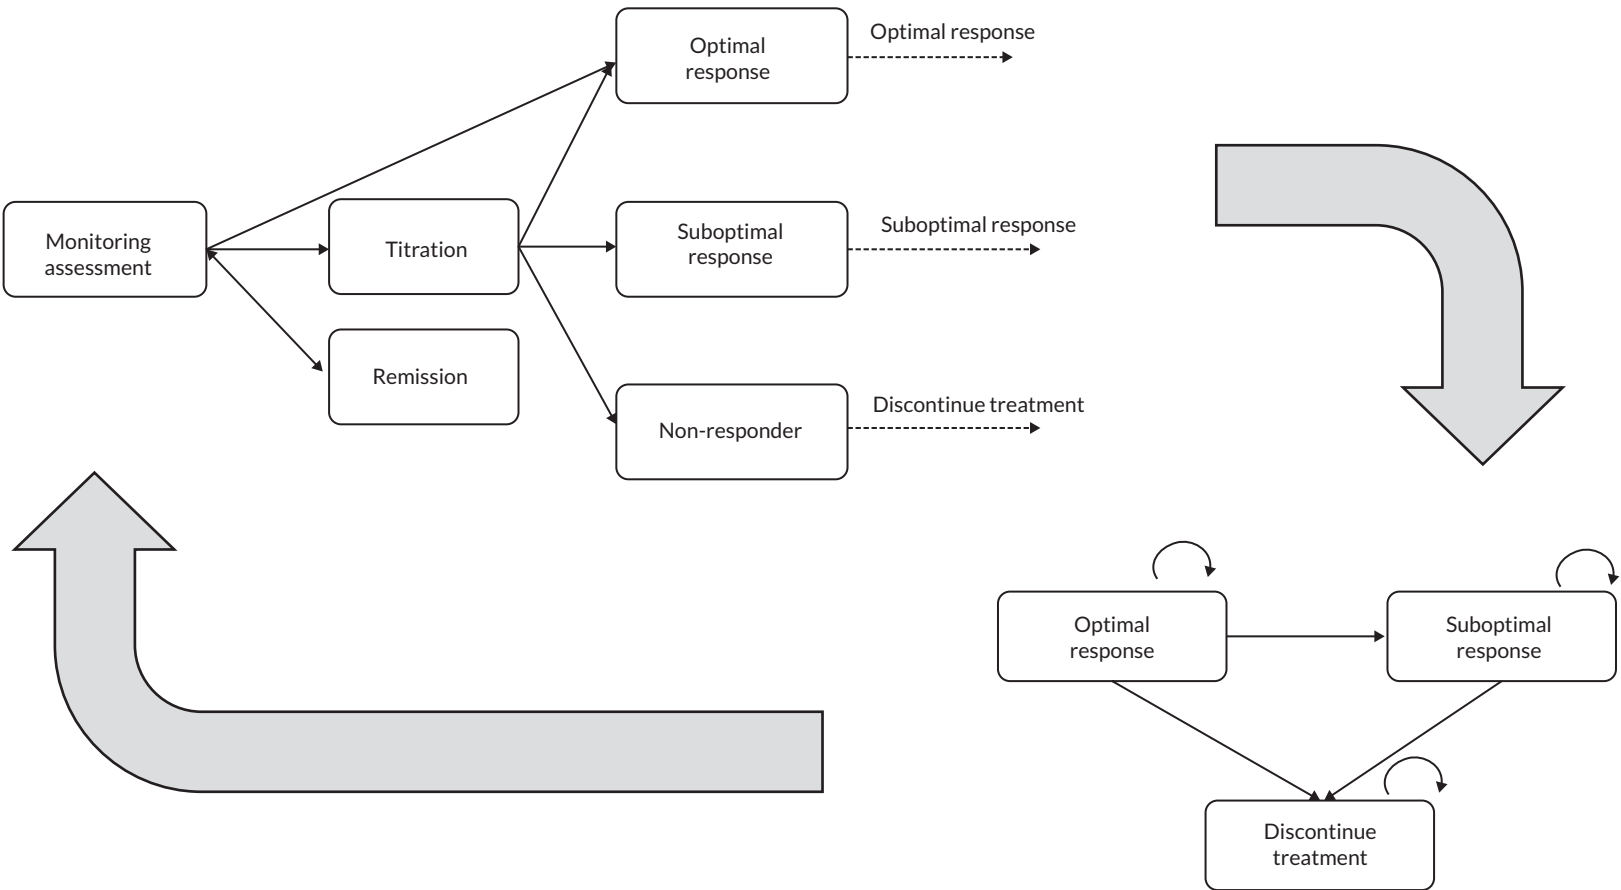 Optimal
response
Optimal response
Monitoring
assessment
Titration
Suboptimal
response
Suboptimal response
Remission
Non-responder
Discontinue treatment
Optimal
response
Suboptimal
response
Discontinue
treatment